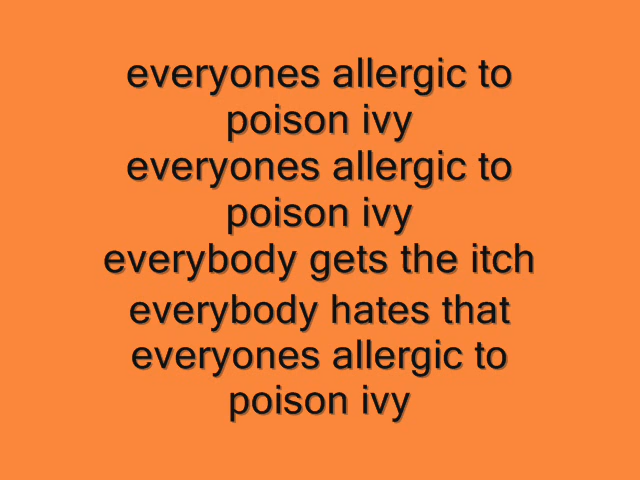 everyones allergic to
poison ivy
everyones allergic to
poison ivy
everybody gets the itch
everybody hates that
everyones allergic to
poison ivy